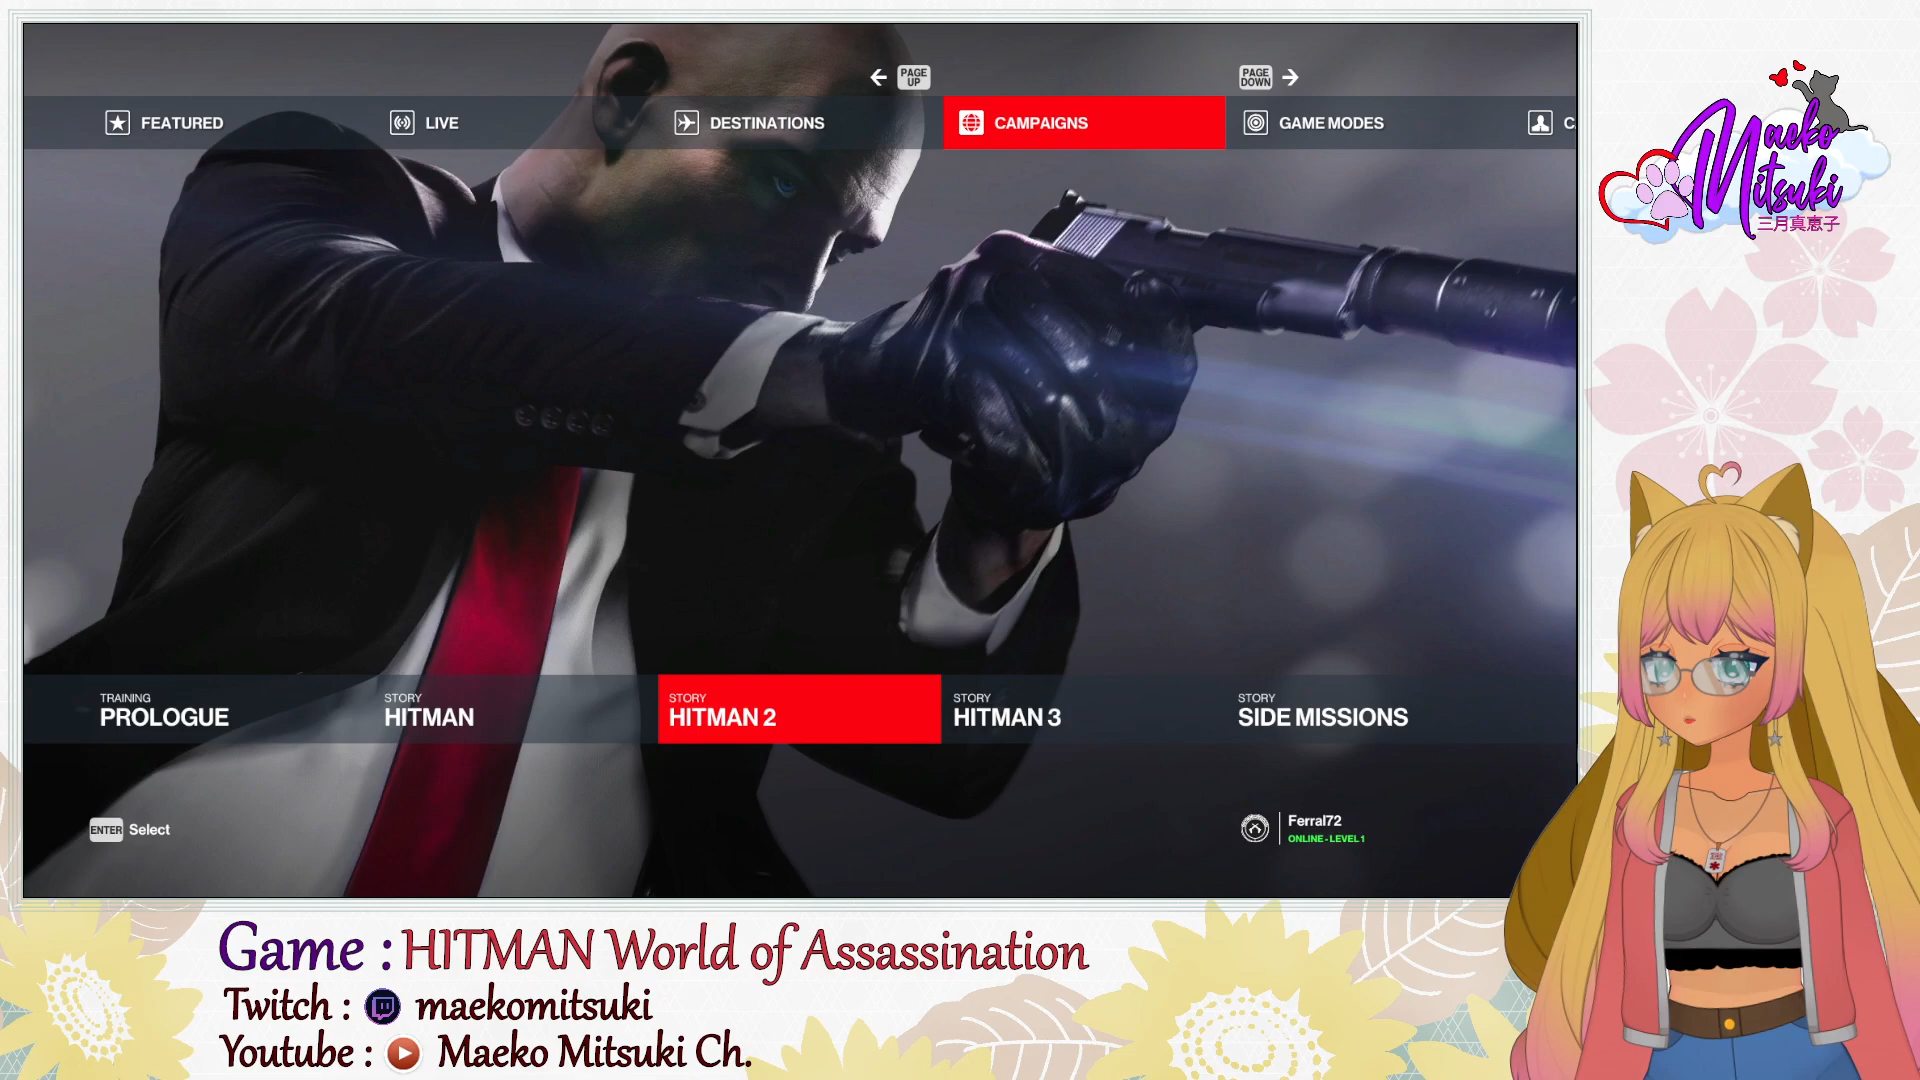 PAGE UP
PAGE DOWN
FEATURED
LIVE
DESTINATIONS
CAMPAIGNS
GAME MODES
C
Maeko
Mitsuki
三月真恵子
TRAINING
PROLOGUE
STORY
HITMAN
STORY
HITMAN 2
STORY
HITMAN 3
STORY
SIDE MISSIONS
ENTER Select
Ferral72
ONLINE - LEVEL 1
Game : HITMAN World of Assassination
Twitch : maekomitsuki
Youtube : Maeko Mitsuki Ch.